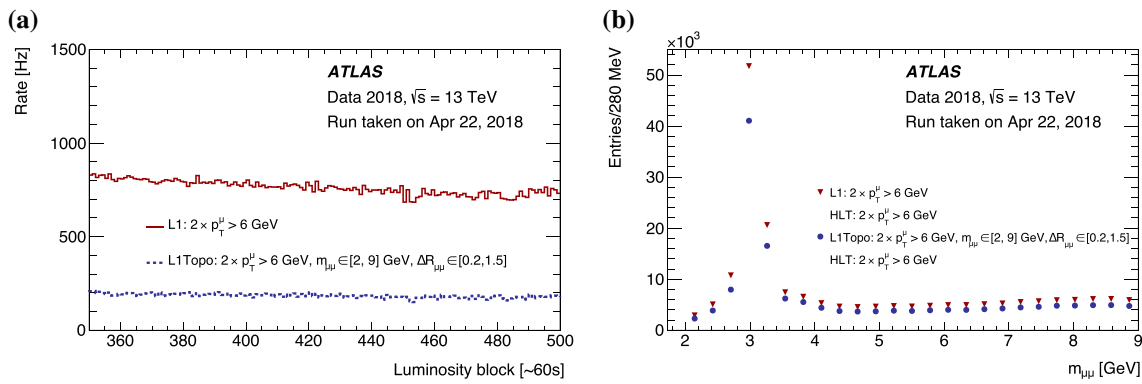 (a)
Rate [Hz]
1500
1000
500
0
ATLAS
Data 2018, √s = 13 TeV
Run taken on Apr 22, 2018
L1: 2 × p_T^μ > 6 GeV
L1Topo: 2 × p_T^μ > 6 GeV, m_μμ ∈ [2, 9] GeV, ΔR_μμ ∈ [0.2,1.5]
360 380 400 420 440 460 480 500
Luminosity block [~60s]
(b)
Entries/280 MeV
×10³
50
40
30
20
10
0
ATLAS
Data 2018, √s = 13 TeV
Run taken on Apr 22, 2018
L1: 2 × p_T^μ > 6 GeV
HLT: 2 × p_T^μ > 6 GeV
L1Topo: 2 × p_T^μ > 6 GeV, m_μμ ∈ [2, 9] GeV, ΔR_μμ ∈ [0.2,1.5]
HLT: 2 × p_T^μ > 6 GeV
2 3 4 5 6 7 8 9
m_μμ [GeV]